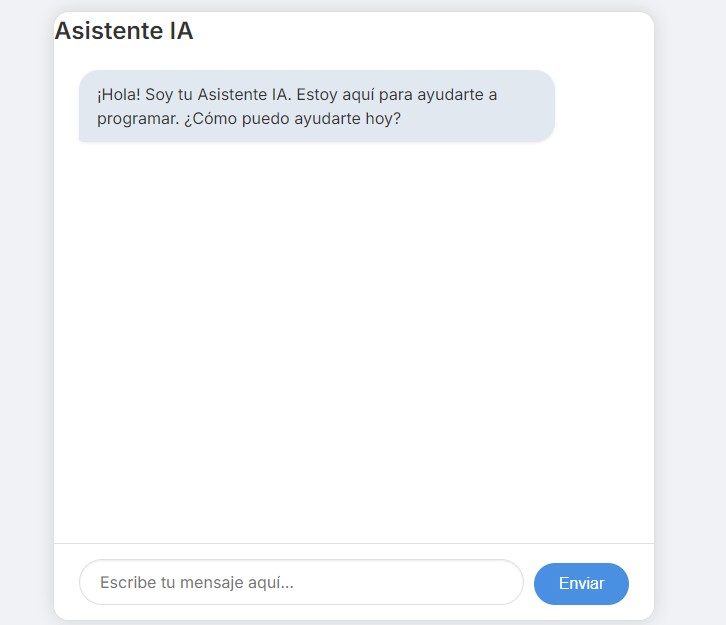 Asistente IA
¡Hola! Soy tu Asistente IA. Estoy aquí para ayudarte a
programar. ¿Cómo puedo ayudarte hoy?
Escribe tu mensaje aquí...
Enviar